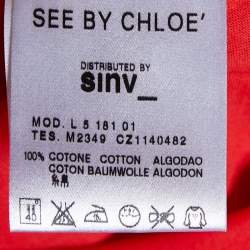 SEE BY CHLOE'
DISTRIBUTED BY
sinv_
MOD. L 5 181 01
TES. M2349 CZ1140482
100% COTONE COTTON ALGODAO
COTON BAUMWOLLE ALGODON